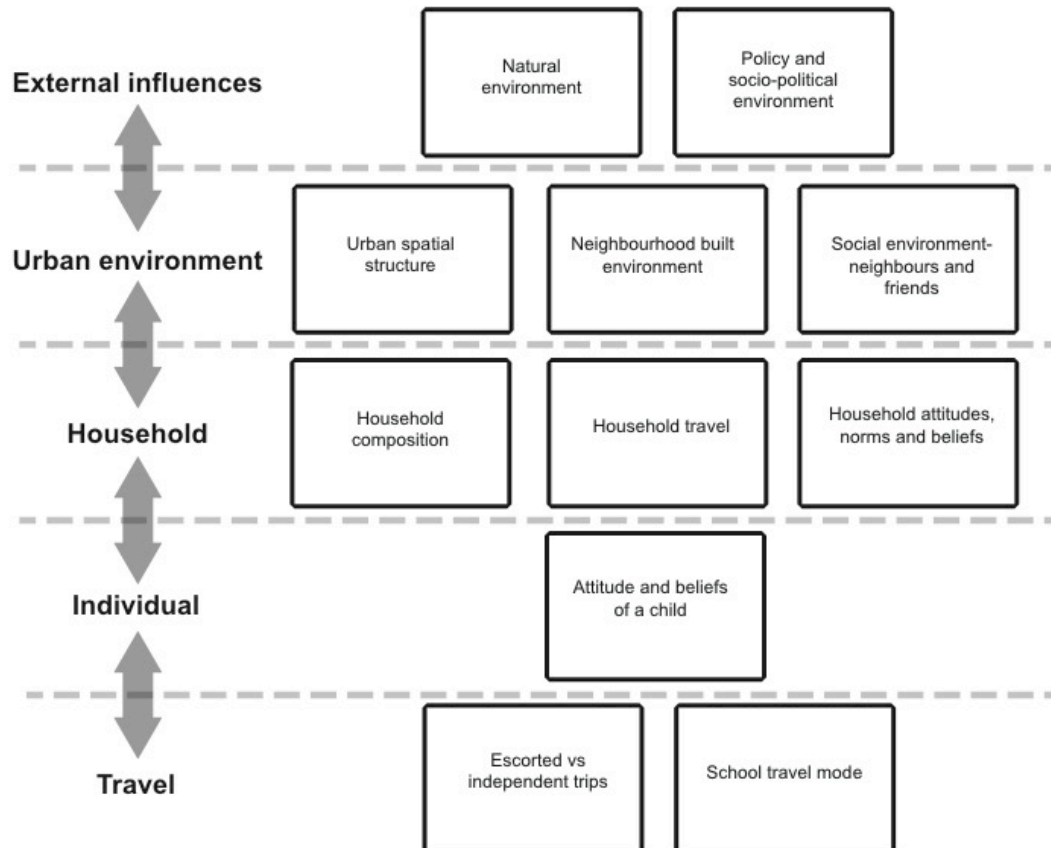 External influences
Natural
environment
Policy and
socio-political
environment
Urban environment
Urban spatial
structure
Neighbourhood built
environment
Social environment-
neighbours and
friends
Household
Household
composition
Household travel
Household attitudes,
norms and beliefs
Individual
Attitude and beliefs
of a child
Travel
Escorted vs
independent trips
School travel mode